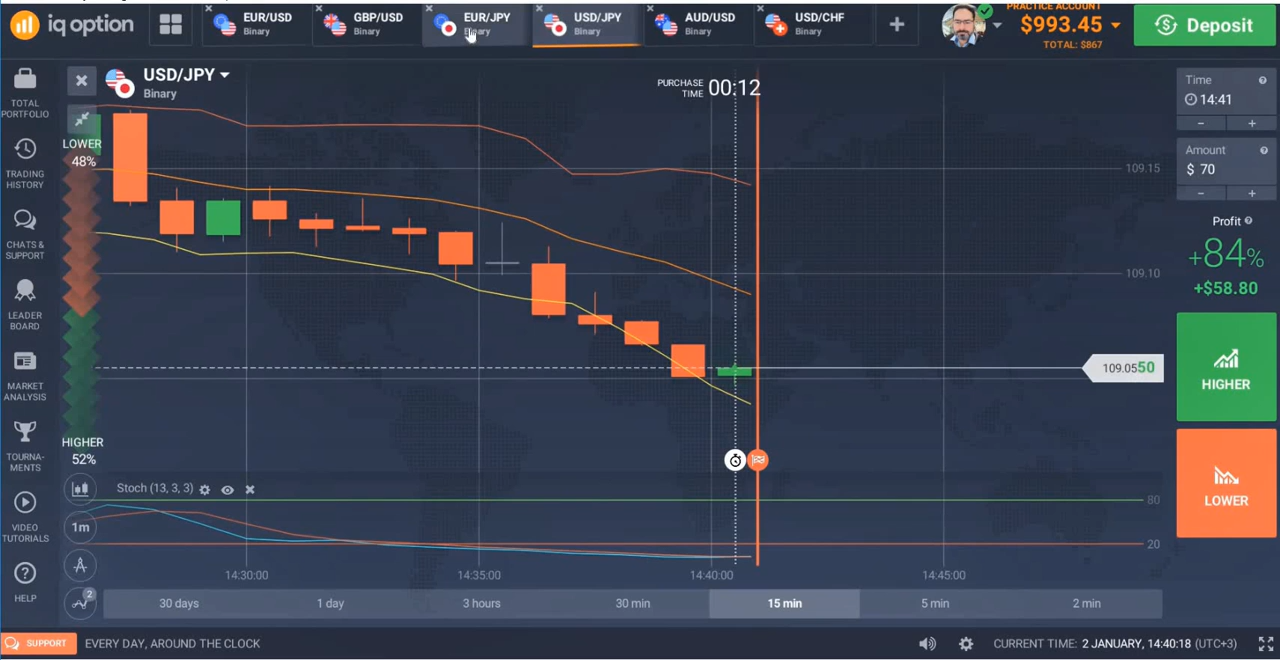 iq option
EUR/USD
Binary
GBP/USD
Binary
EUR/JPY
Binary
USD/JPY
Binary
AUD/USD
Binary
USD/CHF
Binary
+
PRACTICE ACCOUNT
$993.45
TOTAL: $867
Deposit
TOTAL
PORTFOLIO
TRADING
HISTORY
CHATS &
SUPPORT
LEADER
BOARD
MARKET
ANALYSIS
TOURNA-
MENTS
VIDEO
TUTORIALS
HELP
USD/JPY
Binary
LOWER
48%
HIGHER
52%
PURCHASE
TIME
00:12
109.15
109.10
109.0550
Stoch (13, 3, 3)
80
20
1m
2
14:30:00
14:35:00
14:40:00
14:45:00
30 days
1 day
3 hours
30 min
15 min
5 min
2 min
Time
14:41
- +
Amount
$ 70
- +
Profit
+84%
+$58.80
HIGHER
LOWER
SUPPORT
EVERY DAY, AROUND THE CLOCK
CURRENT TIME: 2 JANUARY, 14:40:18 (UTC+3)